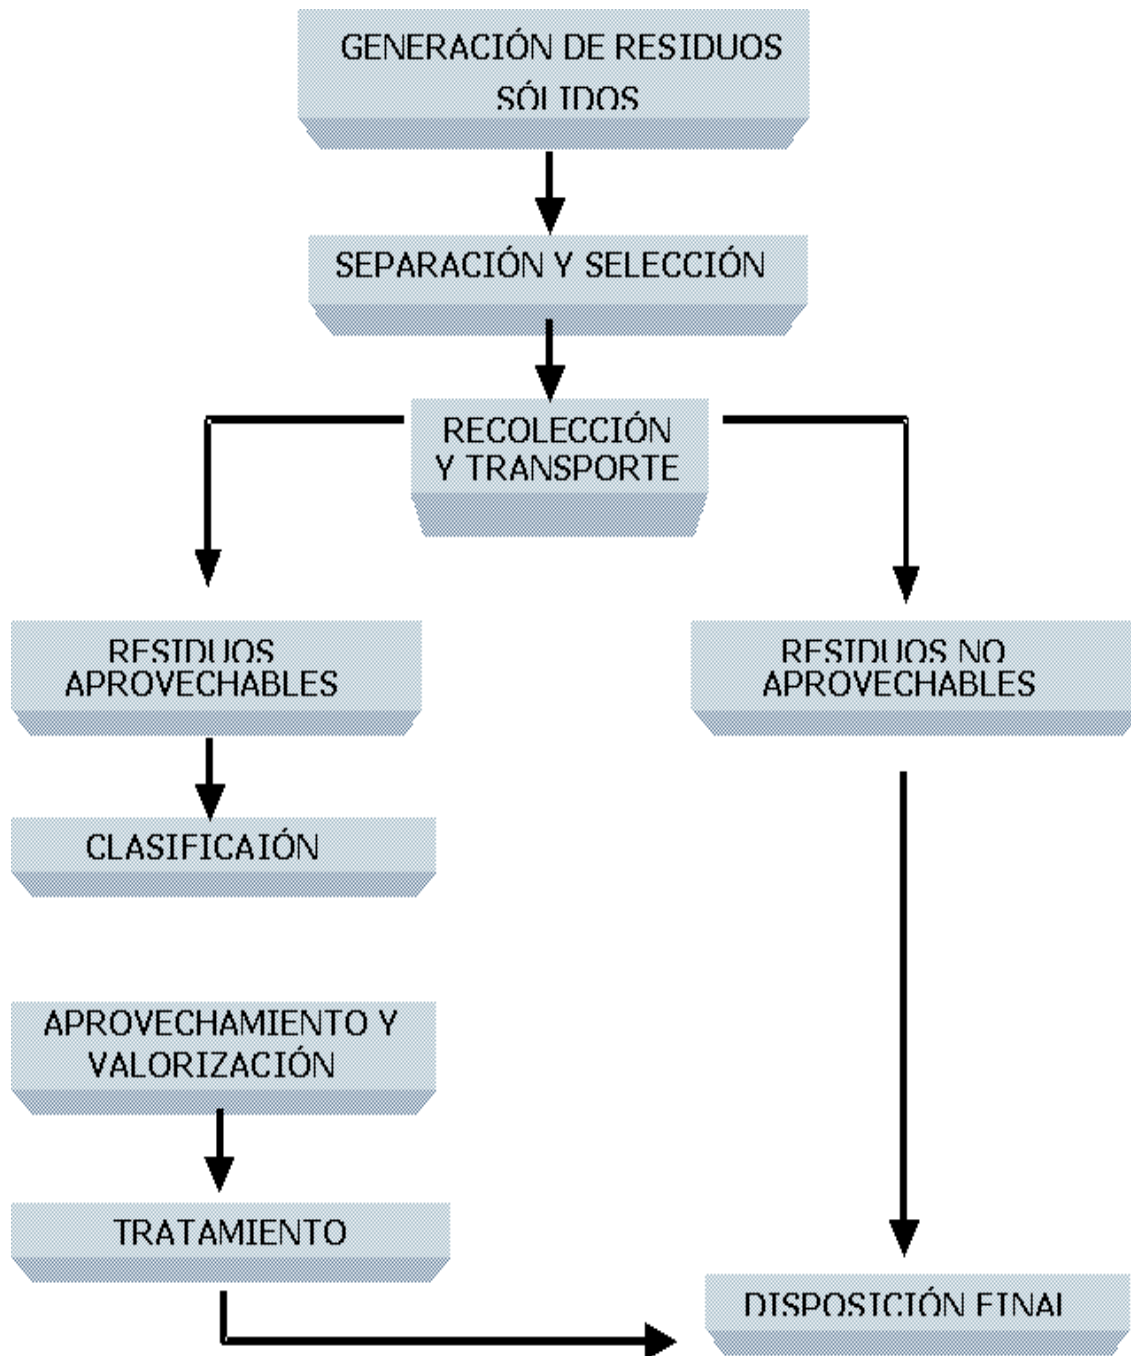 GENERACIÓN DE RESIDUOS
SÓLIDOS
SEPARACIÓN Y SELECCIÓN
RECOLECCIÓN
Y TRANSPORTE
RESIDUOS
APROVECHABLES
RESIDUOS NO
APROVECHABLES
CLASIFICAIÓN
APROVECHAMIENTO Y
VALORIZACIÓN
TRATAMIENTO
DISPOSICIÓN FINAL